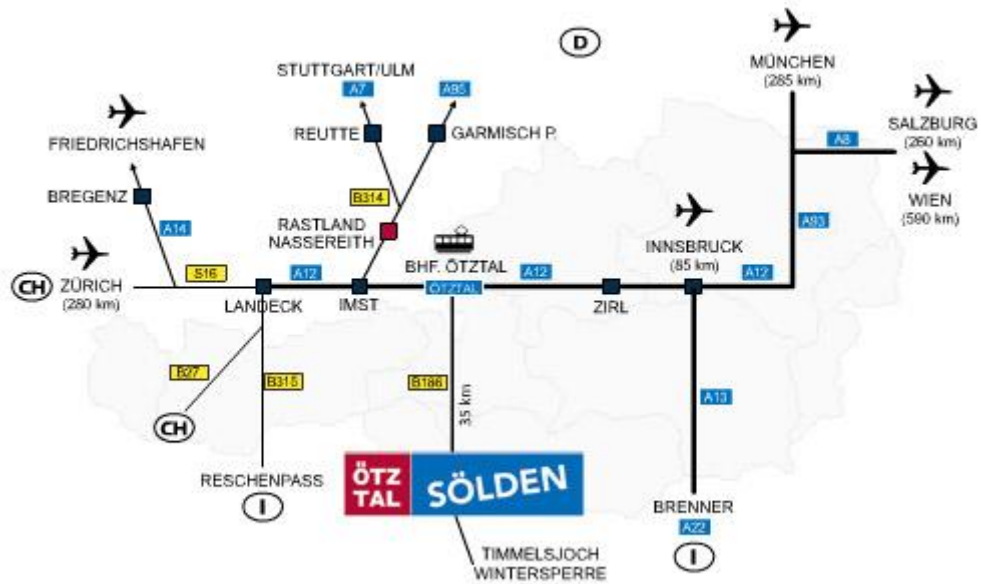 D
MÜNCHEN
(285 km)
STUTTGART/ULM
A7
A95
SALZBURG
(260 km)
A8
REUTTE
GARMISCH P.
FRIEDRICHSHAFEN
WIEN
(590 km)
BREGENZ
B314
A14
A93
RASTLAND
NASSEREITH
BHF. ÖTZTAL
INNSBRUCK
(85 km)
CH
ZÜRICH
(280 km)
S16
A12
A12
A12
ÖTZTAL
LANDECK
IMST
ZIRL
B27
B315
B186
35 km
A13
CH
RESCHENPASS
I
ÖTZ
TAL
SÖLDEN
BRENNER
A22
I
TIMMELSJOCH
WINTERSPERRE